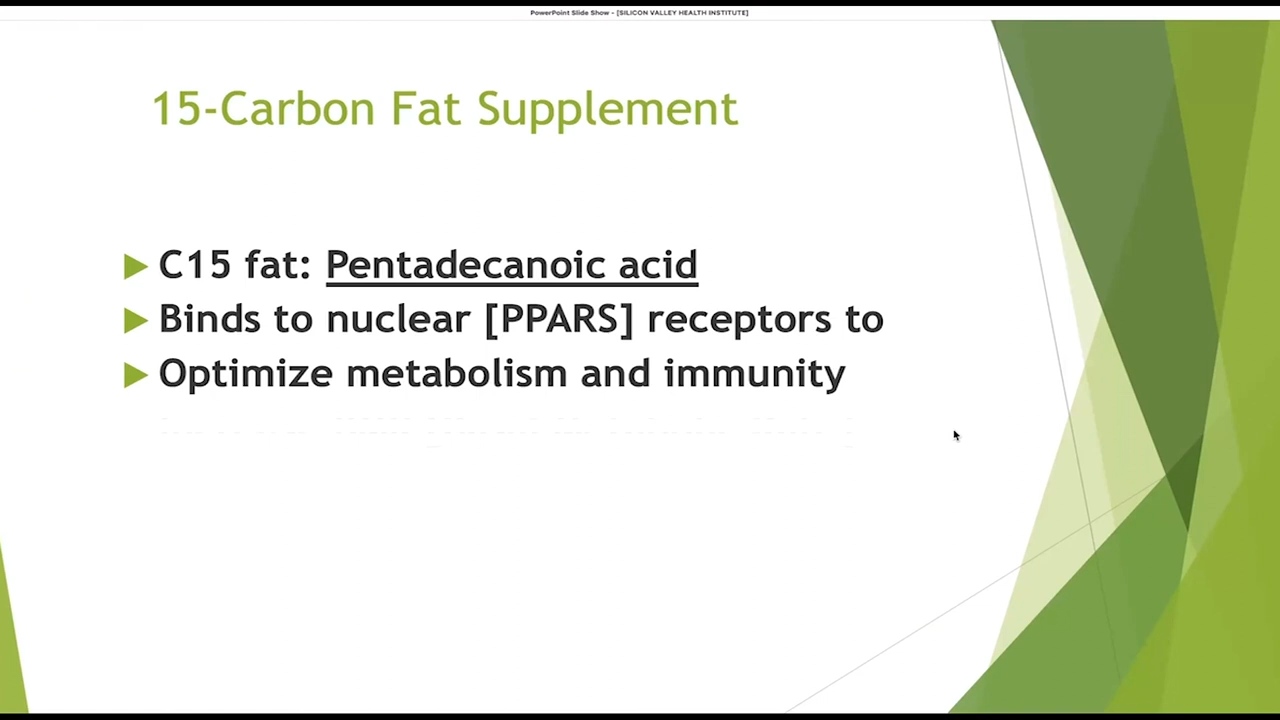 PowerPoint Slide Show - [SILICON VALLEY HEALTH INSTITUTE]
15-Carbon Fat Supplement
C15 fat: Pentadecanoic acid
Binds to nuclear [PPARS] receptors to
Optimize metabolism and immunity